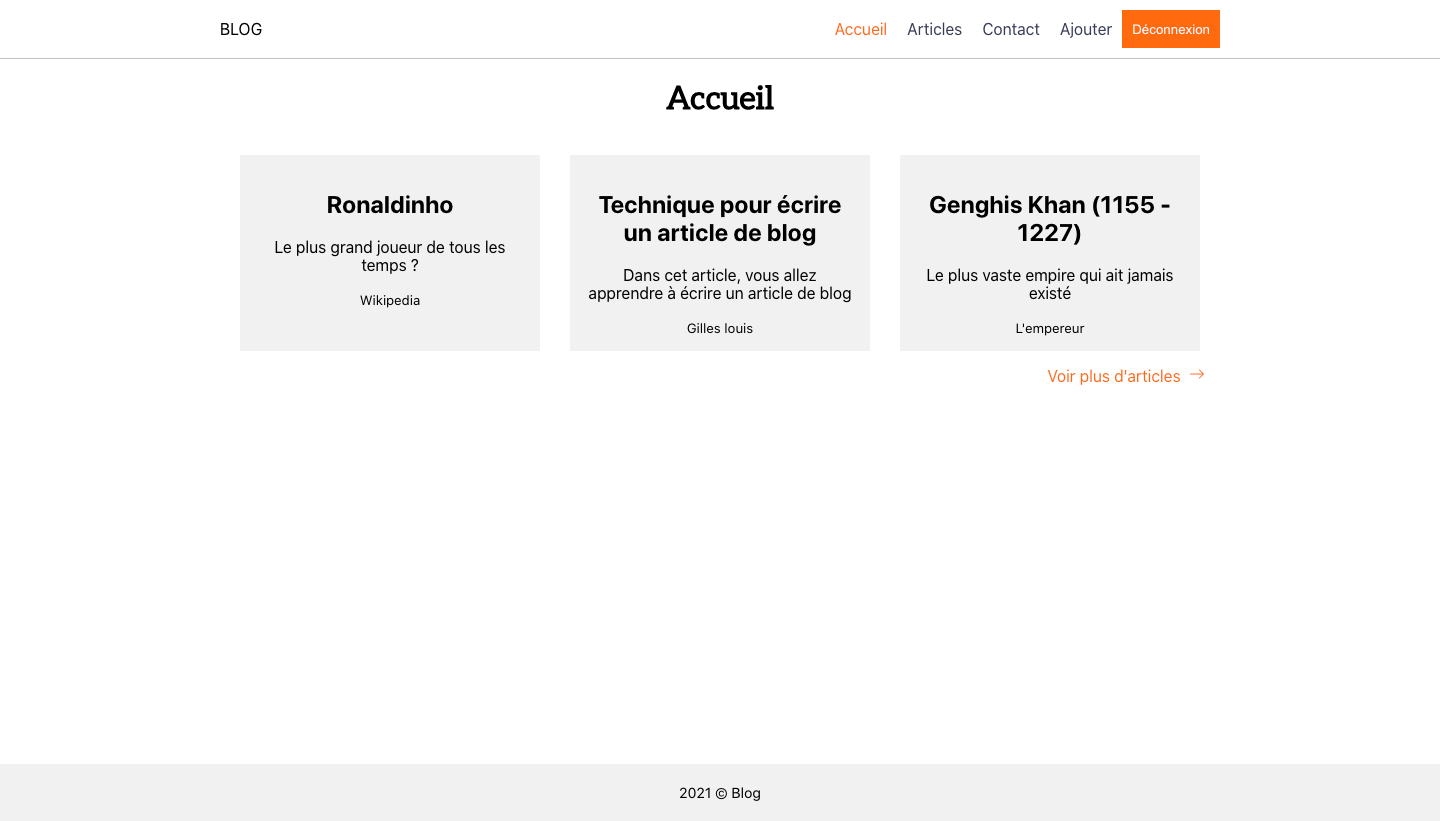 BLOG
Accueil
Articles
Contact
Ajouter
Déconnexion
Accueil
Ronaldinho
Le plus grand joueur de tous les
temps ?
Wikipedia
Technique pour écrire
un article de blog
Dans cet article, vous allez
apprendre à écrire un article de blog
Gilles louis
Genghis Khan (1155 -
1227)
Le plus vaste empire qui ait jamais
existé
L'empereur
Voir plus d'articles →
2021 © Blog